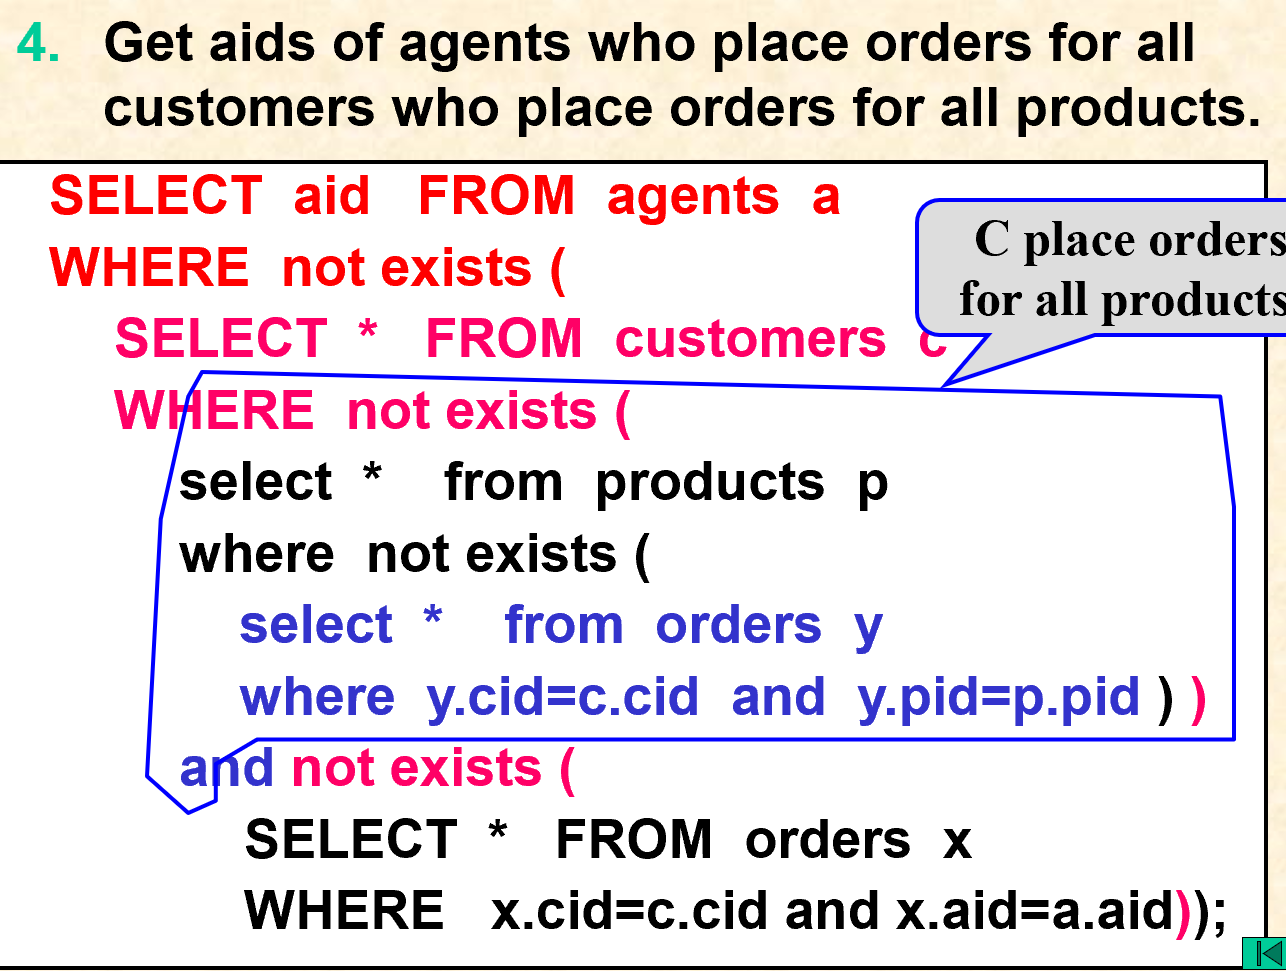 4. Get aids of agents who place orders for all
customers who place orders for all products.
SELECT aid FROM agents a
WHERE not exists (
C place orders
for all products
SELECT * FROM customers c
WHERE not exists (
select * from products p
where not exists (
select * from orders y
where y.cid=c.cid and y.pid=p.pid ) )
and not exists (
SELECT * FROM orders x
WHERE x.cid=c.cid and x.aid=a.aid));